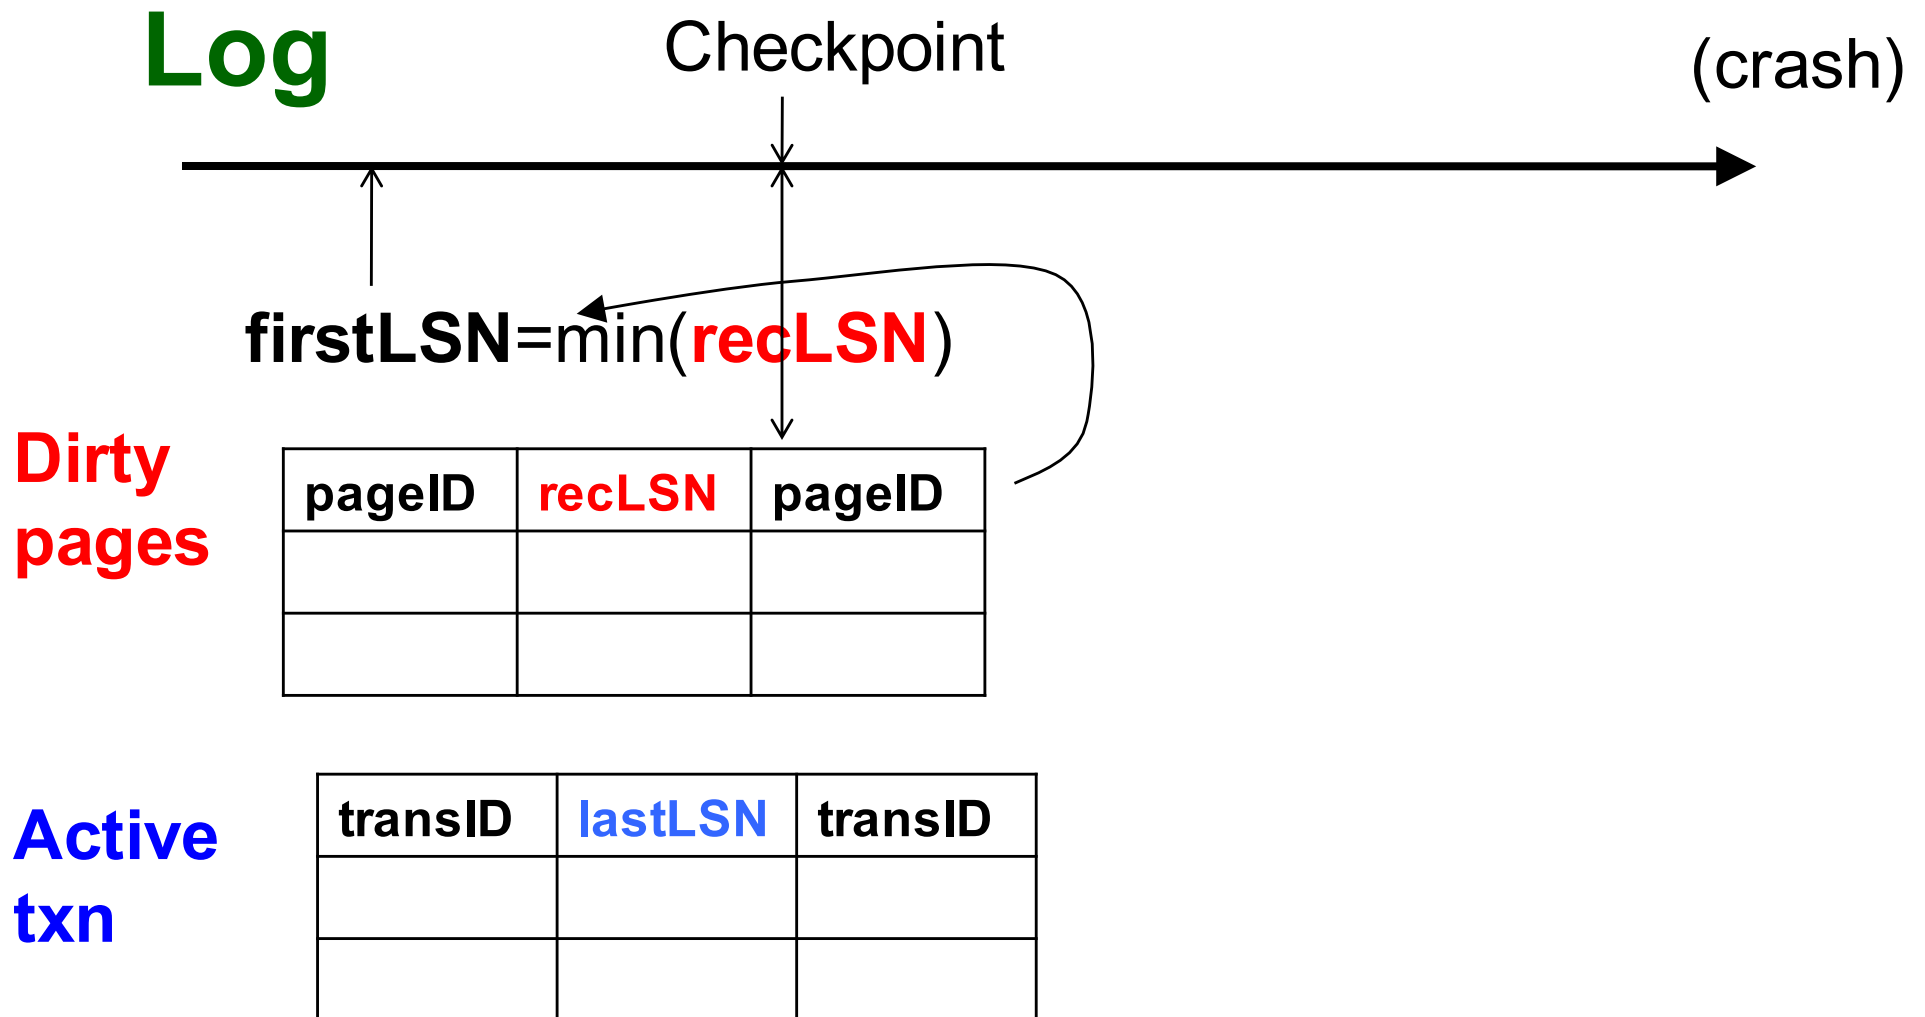 Log
Checkpoint
(crash)
firstLSN=min(recLSN)
Dirty
pages
pageID recLSN pageID
Active
txn
transID lastLSN transID